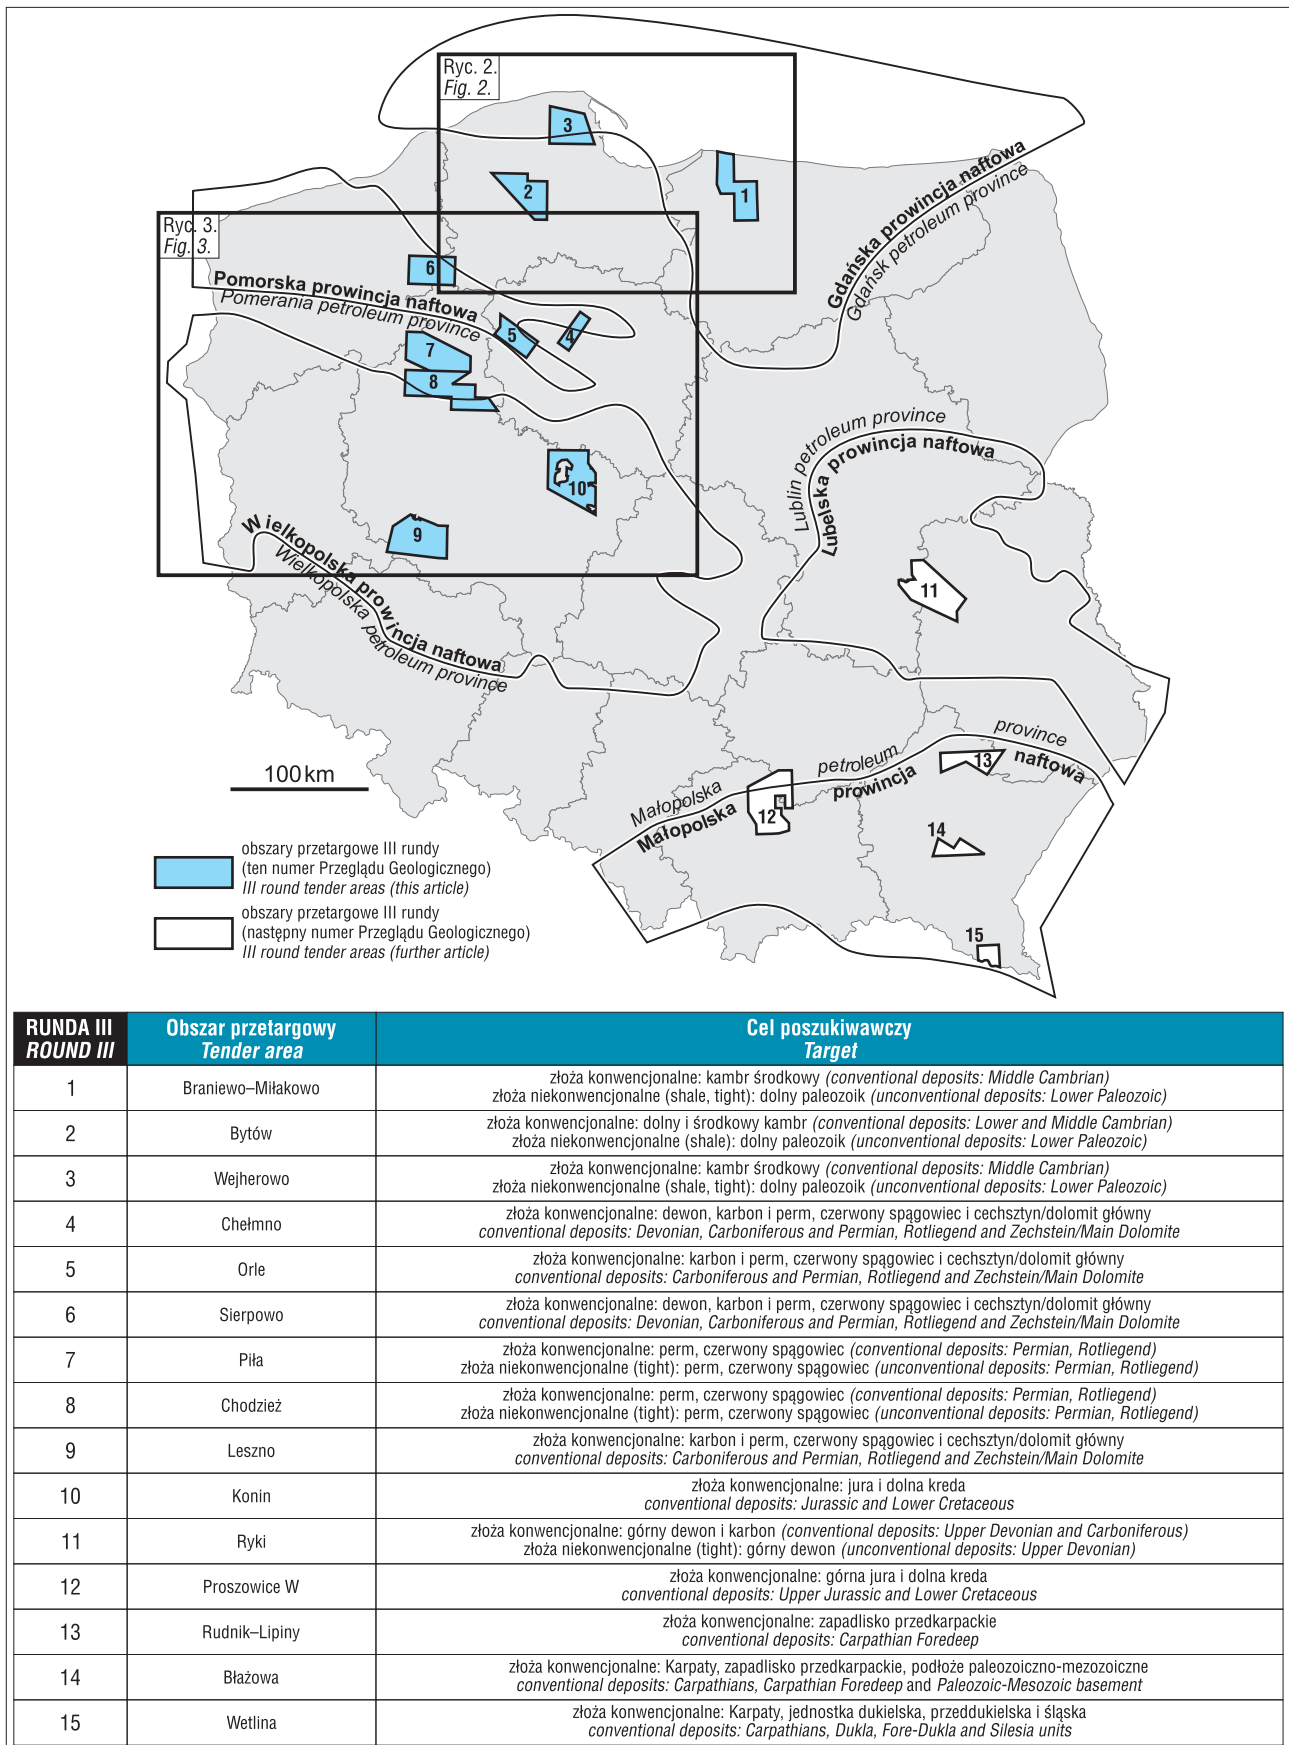 Ryc. 2.
Fig. 2.
3
2
1
Gdańska prowincja naftowa
Gdańsk petroleum province
Ryc. 3.
Fig. 3.
6
Pomorska prowincja naftowa
Pomerania petroleum province
5
4
7
8
10
9
Wielkopolska prowincja naftowa
Wielkopolska petroleum province
Lublin petroleum province
Lubelska prowincja naftowa
11
100 km
Małopolska petroleum province
Małopolska prowincja naftowa
13
12
14
15
obszary przetargowe III rundy
(ten numer Przeglądu Geologicznego)
III round tender areas (this article)
obszary przetargowe III rundy
(następny numer Przeglądu Geologicznego)
III round tender areas (further article)
RUNDA III Obszar przetargowy Cel poszukiwawczy
ROUND III Tender area Target
1 Braniewo–Miłakowo złoża konwencjonalne: kambr środkowy (conventional deposits: Middle Cambrian)
złoża niekonwencjonalne (shale, tight): dolny paleozoik (unconventional deposits: Lower Paleozoic)
2 Bytów złoża konwencjonalne: dolny i środkowy kambr (conventional deposits: Lower and Middle Cambrian)
złoża niekonwencjonalne (shale): dolny paleozoik (unconventional deposits: Lower Paleozoic)
3 Wejherowo złoża konwencjonalne: kambr środkowy (conventional deposits: Middle Cambrian)
złoża niekonwencjonalne (shale, tight): dolny paleozoik (unconventional deposits: Lower Paleozoic)
4 Chełmno złoża konwencjonalne: dewon, karbon i perm, czerwony spągowiec i cechsztyn/dolomit główny
conventional deposits: Devonian, Carboniferous and Permian, Rotliegend and Zechstein/Main Dolomite
5 Orle złoża konwencjonalne: karbon i perm, czerwony spągowiec i cechsztyn/dolomit główny
conventional deposits: Carboniferous and Permian, Rotliegend and Zechstein/Main Dolomite
6 Sierpowo złoża konwencjonalne: dewon, karbon i perm, czerwony spągowiec i cechsztyn/dolomit główny
conventional deposits: Devonian, Carboniferous and Permian, Rotliegend and Zechstein/Main Dolomite
7 Piła złoża konwencjonalne: perm, czerwony spągowiec (conventional deposits: Permian, Rotliegend)
złoża niekonwencjonalne (tight): perm, czerwony spągowiec (unconventional deposits: Permian, Rotliegend)
8 Chodzież złoża konwencjonalne: perm, czerwony spągowiec (conventional deposits: Permian, Rotliegend)
złoża niekonwencjonalne (tight): perm, czerwony spągowiec (unconventional deposits: Permian, Rotliegend)
9 Leszno złoża konwencjonalne: karbon i perm, czerwony spągowiec i cechsztyn/dolomit główny
conventional deposits: Carboniferous and Permian, Rotliegend and Zechstein/Main Dolomite
10 Konin złoża konwencjonalne: jura i dolna kreda
conventional deposits: Jurassic and Lower Cretaceous
11 Ryki złoża konwencjonalne: górny dewon i karbon (conventional deposits: Upper Devonian and Carboniferous)
złoża niekonwencjonalne (tight): górny dewon (unconventional deposits: Upper Devonian)
12 Proszowice W złoża konwencjonalne: górna jura i dolna kreda
conventional deposits: Upper Jurassic and Lower Cretaceous
13 Rudnik–Lipiny złoża konwencjonalne: zapadlisko przedkarpackie
conventional deposits: Carpathian Foredeep
14 Błażowa złoża konwencjonalne: Karpaty, zapadlisko przedkarpackie, podłoże paleozoiczno-mezozoiczne
conventional deposits: Carpathians, Carpathian Foredeep and Paleozoic-Mesozoic basement
15 Wetlina złoża konwencjonalne: Karpaty, jednostka dukielska, przeddukielska i śląska
conventional deposits: Carpathians, Dukla, Fore-Dukla and Silesia units